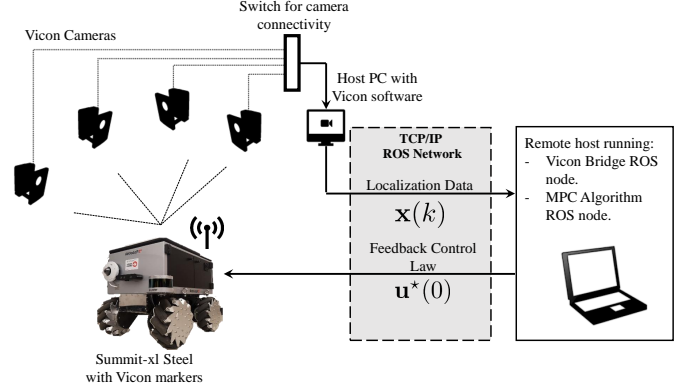 Switch for camera
connectivity
Vicon Cameras
Host PC with
Vicon software
TCP/IP
ROS Network
Remote host running:
- Vicon Bridge ROS
node.
- MPC Algorithm
ROS node.
Localization Data
x(k)
Feedback Control
Law
u⋆(0)
Summit-xl Steel
with Vicon markers